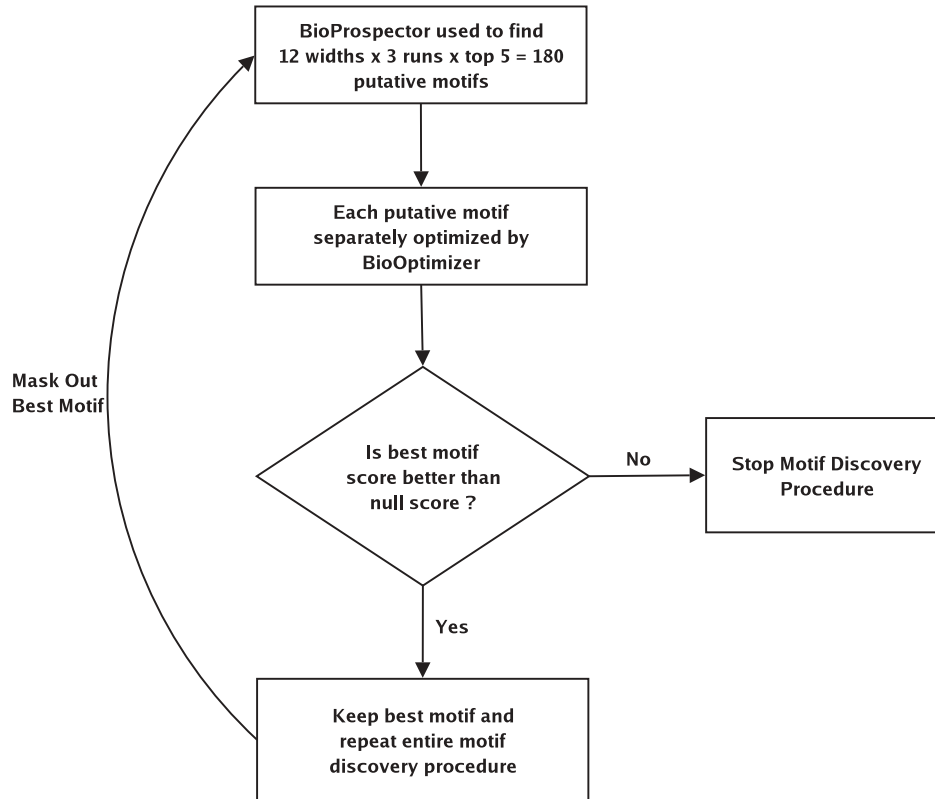 BioProspector used to find
12 widths x 3 runs x top 5 = 180
putative motifs
Each putative motif
separately optimized by
BioOptimizer
Mask Out
Best Motif
Is best motif
score better than
null score ?
No
Stop Motif Discovery
Procedure
Yes
Keep best motif and
repeat entire motif
discovery procedure